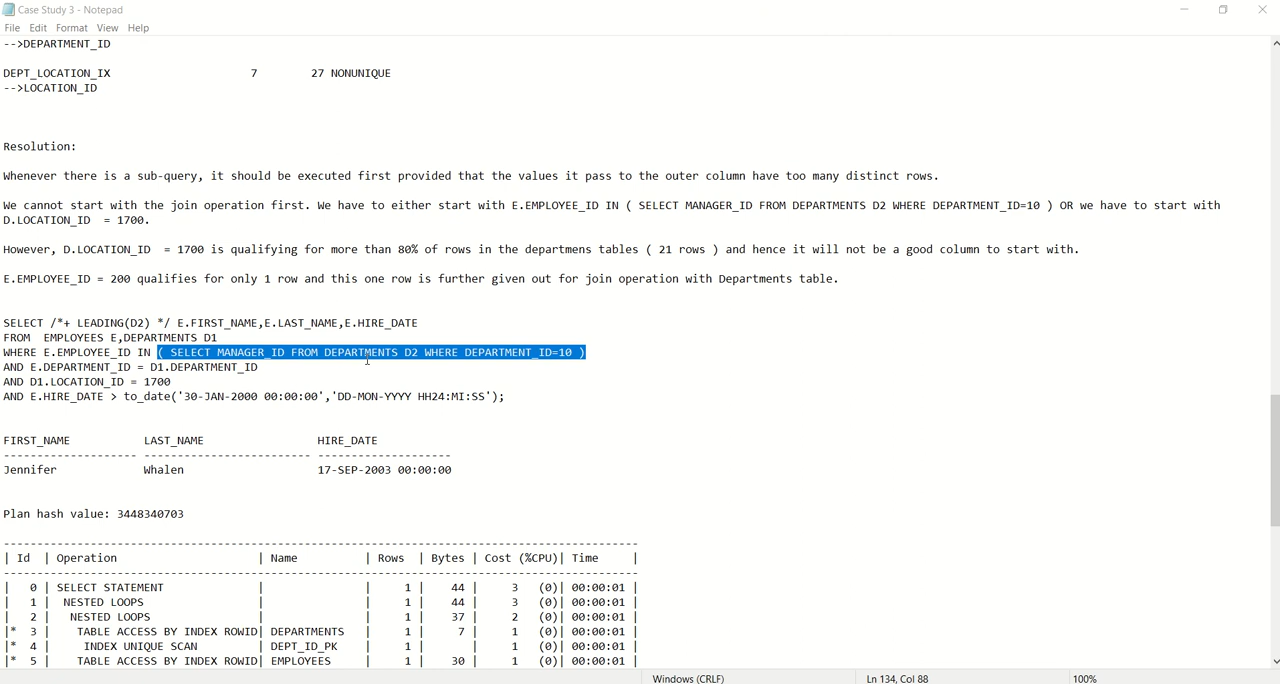 Case Study 3 - Notepad
File Edit Format View Help
-->DEPARTMENT_ID
DEPT_LOCATION_IX 7 27 NONUNIQUE
-->LOCATION_ID
Resolution:
Whenever there is a sub-query, it should be executed first provided that the values it pass to the outer column have too many distinct rows.
We cannot start with the join operation first. We have to either start with E.EMPLOYEE_ID IN ( SELECT MANAGER_ID FROM DEPARTMENTS D2 WHERE DEPARTMENT_ID=10 ) OR we have to start with
D.LOCATION_ID = 1700.
However, D.LOCATION_ID = 1700 is qualifying for more than 80% of rows in the departmens tables ( 21 rows ) and hence it will not be a good column to start with.
E.EMPLOYEE_ID = 200 qualifies for only 1 row and this one row is further given out for join operation with Departments table.
SELECT /*+ LEADING(D2) */ E.FIRST_NAME,E.LAST_NAME,E.HIRE_DATE
FROM EMPLOYEES E,DEPARTMENTS D1
WHERE E.EMPLOYEE_ID IN ( SELECT MANAGER_ID FROM DEPARTMENTS D2 WHERE DEPARTMENT_ID=10 )
AND E.DEPARTMENT_ID = D1.DEPARTMENT_ID
AND D1.LOCATION_ID = 1700
AND E.HIRE_DATE > to_date('30-JAN-2000 00:00:00','DD-MON-YYYY HH24:MI:SS');
FIRST_NAME LAST_NAME HIRE_DATE
-------------------- ------------------------- --------------------
Jennifer Whalen 17-SEP-2003 00:00:00
Plan hash value: 3448340703
-----------------------------------------------------------------------------------------------
| Id | Operation | Name | Rows | Bytes | Cost (%CPU)| Time |
-----------------------------------------------------------------------------------------------
| 0 | SELECT STATEMENT | | 1 | 44 | 3 (0)| 00:00:01 |
| 1 | NESTED LOOPS | | 1 | 44 | 3 (0)| 00:00:01 |
| 2 | NESTED LOOPS | | 1 | 37 | 2 (0)| 00:00:01 |
|* 3 | TABLE ACCESS BY INDEX ROWID| DEPARTMENTS | 1 | 7 | 1 (0)| 00:00:01 |
|* 4 | INDEX UNIQUE SCAN | DEPT_ID_PK | 1 | | 1 (0)| 00:00:01 |
|* 5 | TABLE ACCESS BY INDEX ROWID| EMPLOYEES | 1 | 30 | 1 (0)| 00:00:01 |
Windows (CRLF) Ln 134, Col 88 100%